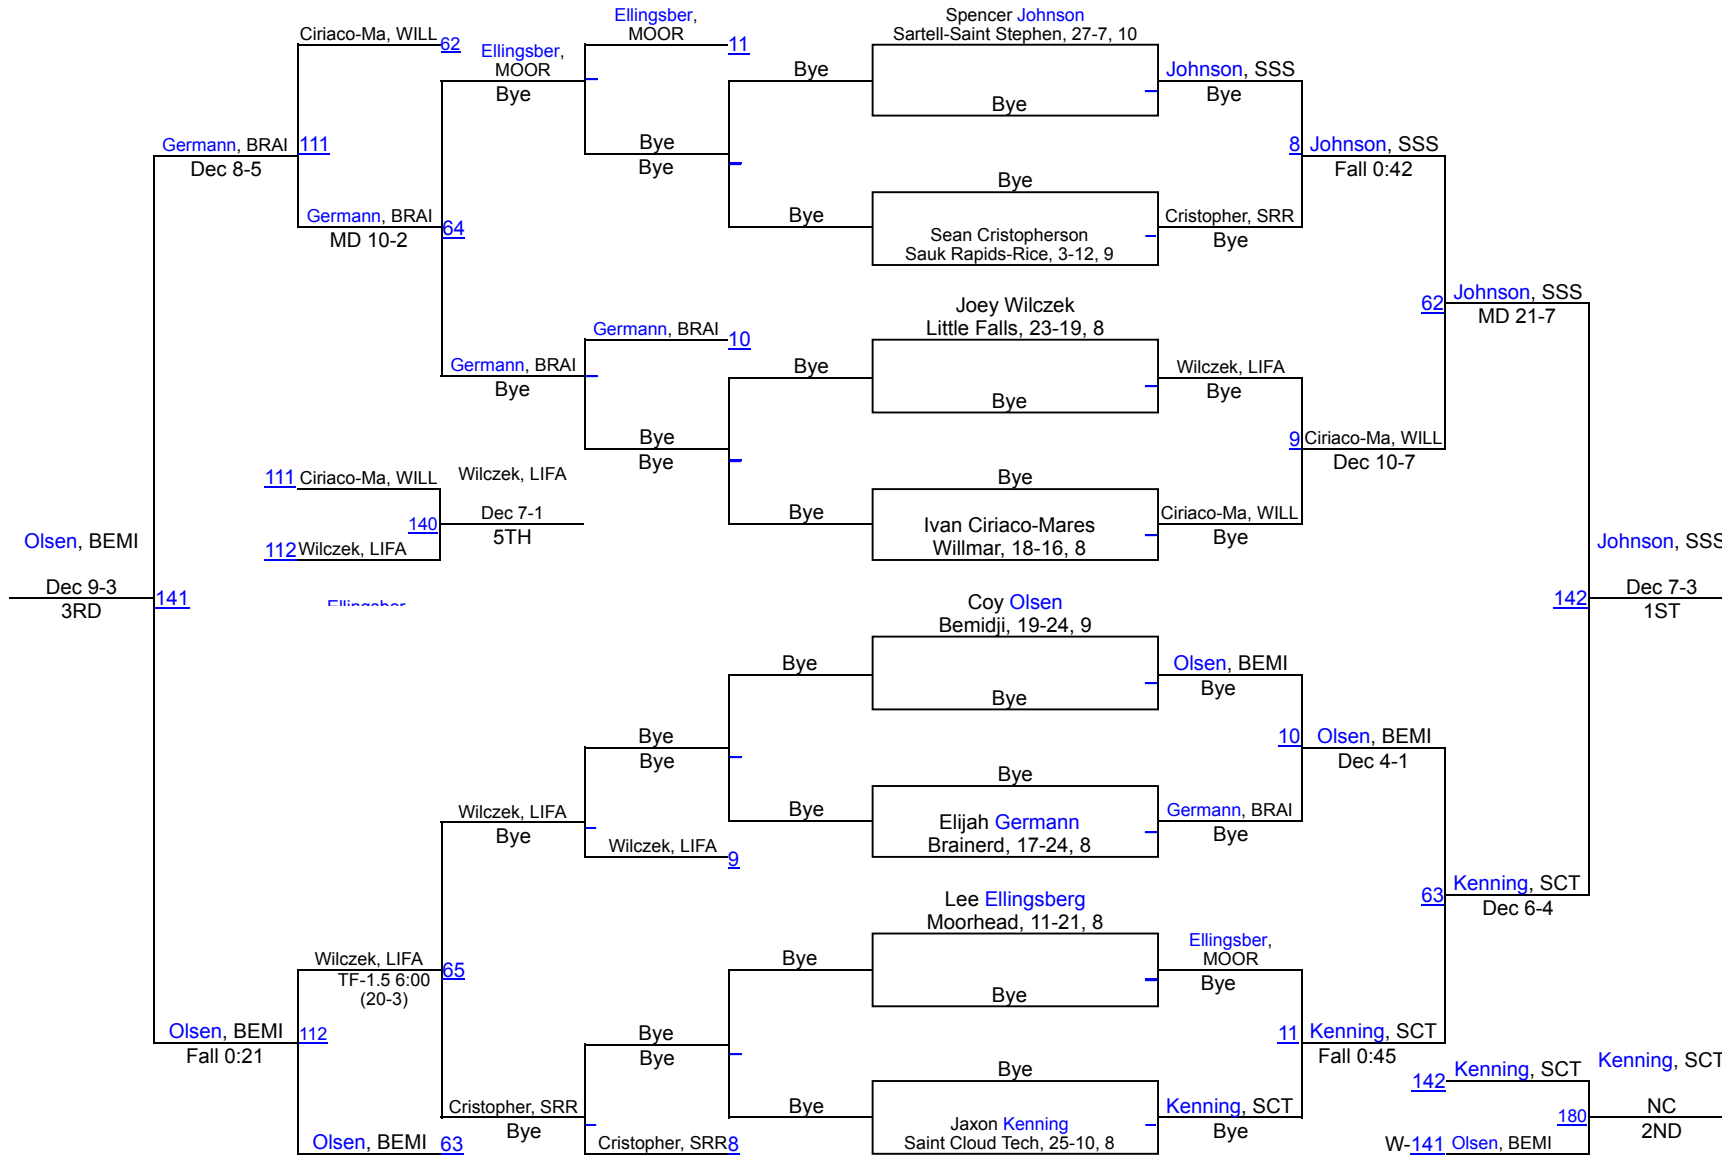 Ciriaco-Ma, WILL 62
Germann, BRAI 111
Dec 8-5
Germann, BRAI 64
MD 10-2
Ellingsber,
MOOR
Bye
Ellingsber,
MOOR 11
Bye
Bye
Germann, BRAI
Bye
Germann, BRAI 10
Bye
Bye
111 Ciriaco-Ma, WILL
112 Wilczek, LIFA
140
Wilczek, LIFA
Dec 7-1
5TH
Olsen, BEMI
Dec 9-3
3RD
141
Bye
Bye
Bye
Bye
Spencer Johnson
Sartell-Saint Stephen, 27-7, 10
Bye
Bye
Sean Cristopherson
Sauk Rapids-Rice, 3-12, 9
Joey Wilczek
Little Falls, 23-19, 8
Bye
Bye
Ivan Ciriaco-Mares
Willmar, 18-16, 8
Johnson, SSS
Bye
Cristopher, SRR
Bye
8 Johnson, SSS
Fall 0:42
Wilczek, LIFA
Bye
Ciriaco-Ma, WILL
Bye
9 Ciriaco-Ma, WILL
Dec 10-7
62 Johnson, SSS
MD 21-7
Johnson, SSS
142
Dec 7-3
1ST
Coy Olsen
Bemidji, 19-24, 9
Bye
Bye
Elijah Germann
Brainerd, 17-24, 8
Lee Ellingsberg
Moorhead, 11-21, 8
Bye
Bye
Jaxon Kenning
Saint Cloud Tech, 25-10, 8
Bye
Bye
Bye
Bye
Bye
Bye
Wilczek, LIFA
Bye
Wilczek, LIFA 9
Wilczek, LIFA 65
TF-1.5 6:00
(20-3)
Olsen, BEMI 112
Fall 0:21
Bye
Bye
Cristopher, SRR
Bye
Cristopher, SRR 8
Olsen, BEMI 63
Olsen, BEMI
Bye
Germann, BRAI
Bye
10 Olsen, BEMI
Dec 4-1
Ellingsber,
MOOR
Bye
Kenning, SCT
Bye
11 Kenning, SCT
Fall 0:45
63 Kenning, SCT
Dec 6-4
142 Kenning, SCT
W-141 Olsen, BEMI
180
Kenning, SCT
NC
2ND